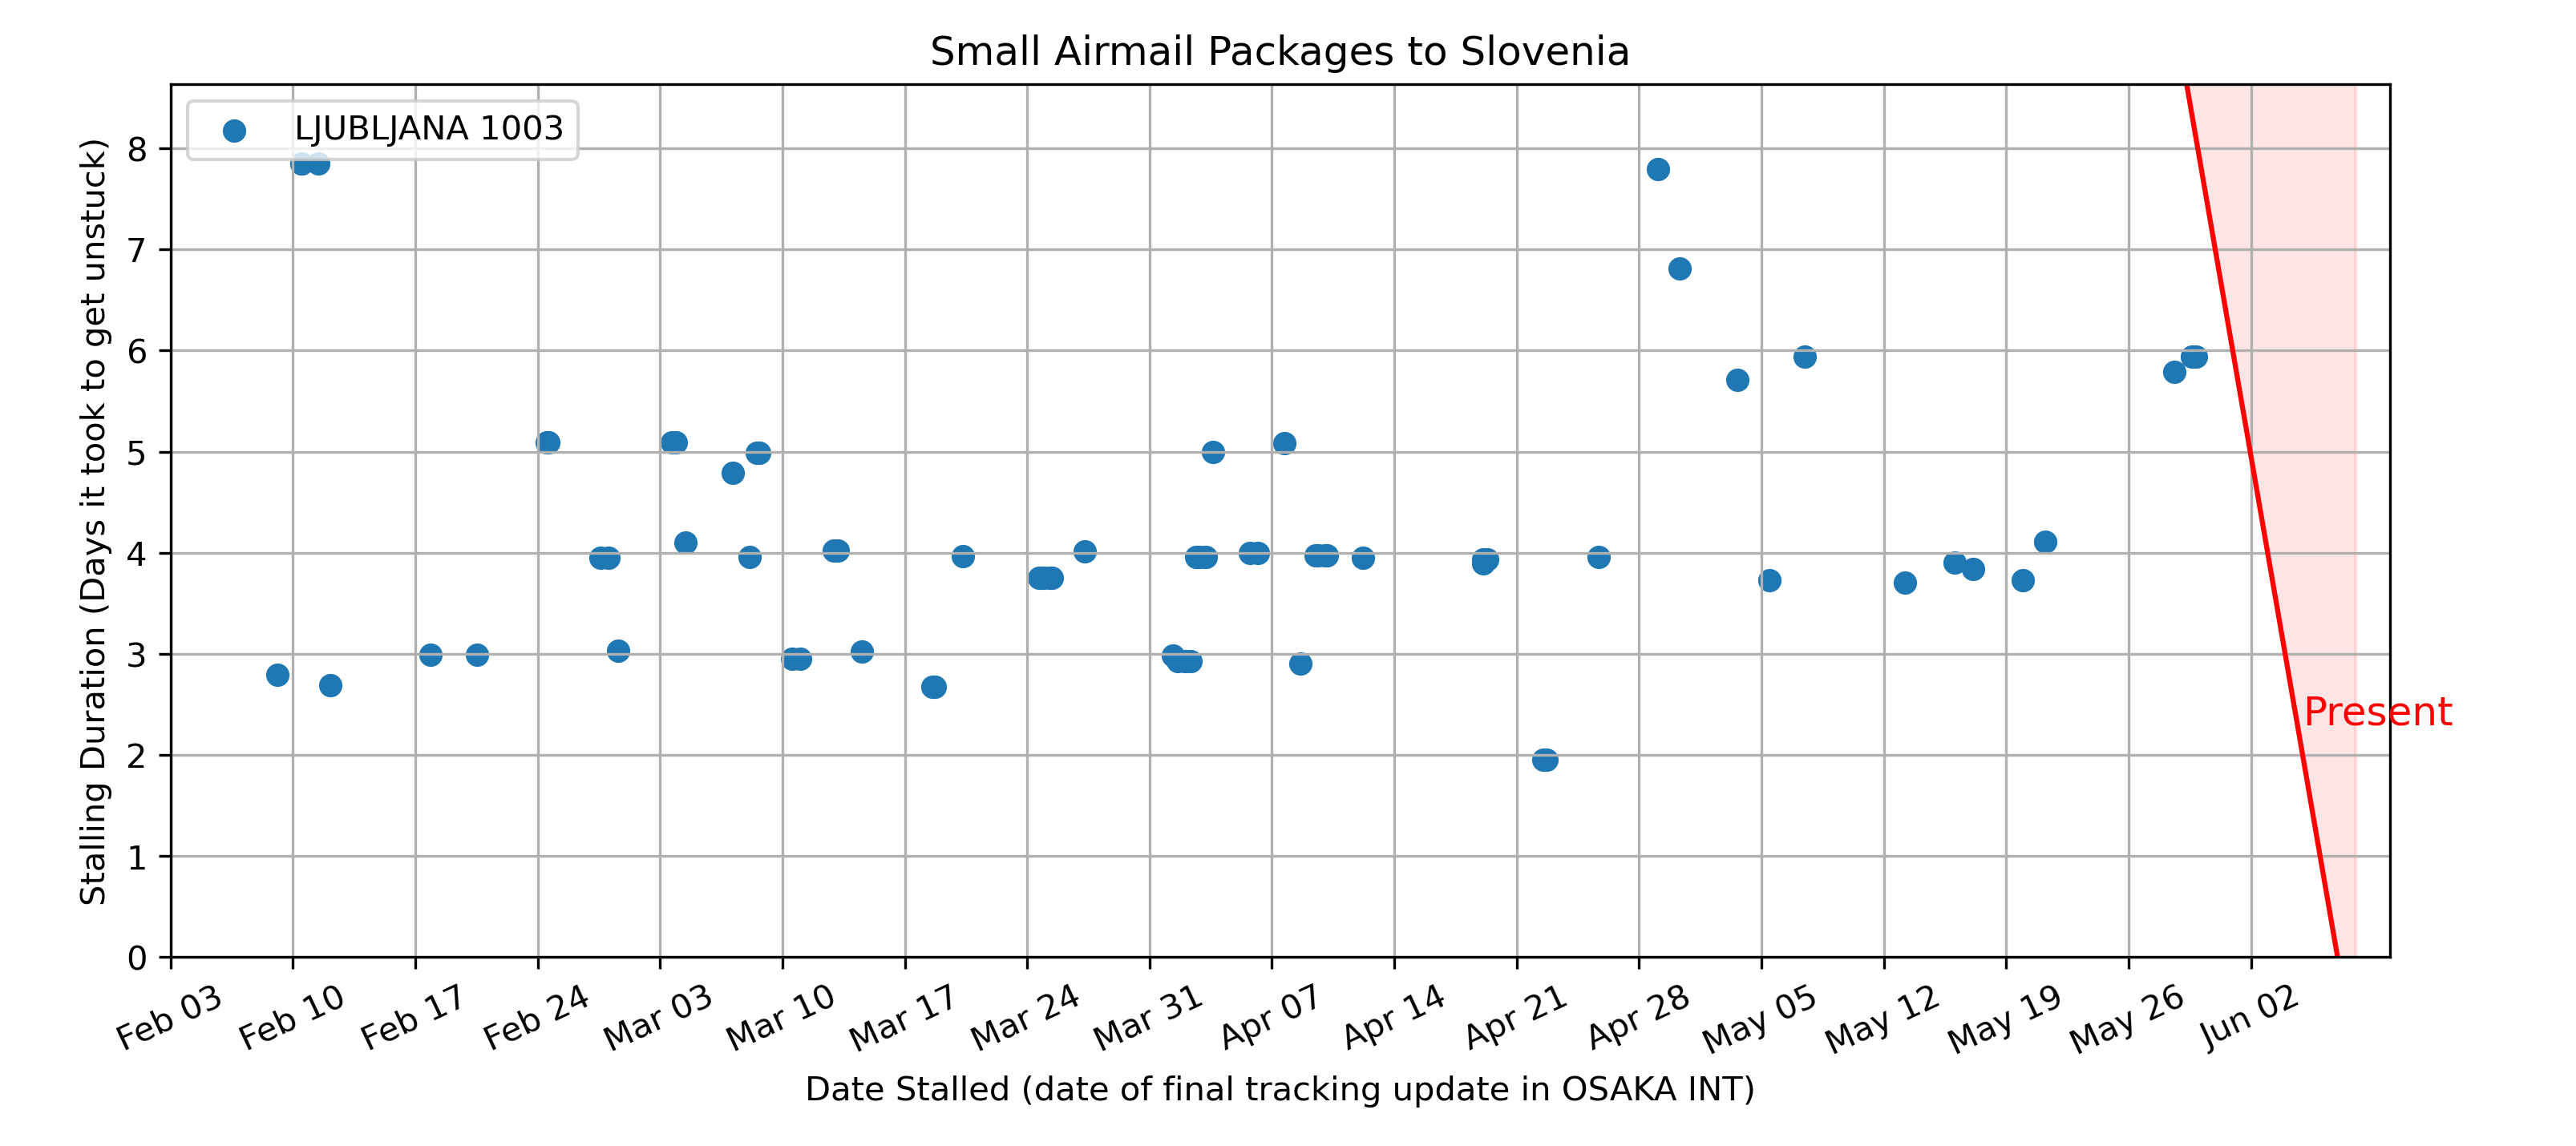 Small Airmail Packages to Slovenia
LJUBLJANA 1003
Stalling Duration (Days it took to get unstuck)
8
7
6
5
4
3
2
1
0
Present
Feb 03 Feb 10 Feb 17 Feb 24 Mar 03 Mar 10 Mar 17 Mar 24 Mar 31 Apr 07 Apr 14 Apr 21 Apr 28 May 05 May 12 May 19 May 26 Jun 02
Date Stalled (date of final tracking update in OSAKA INT)